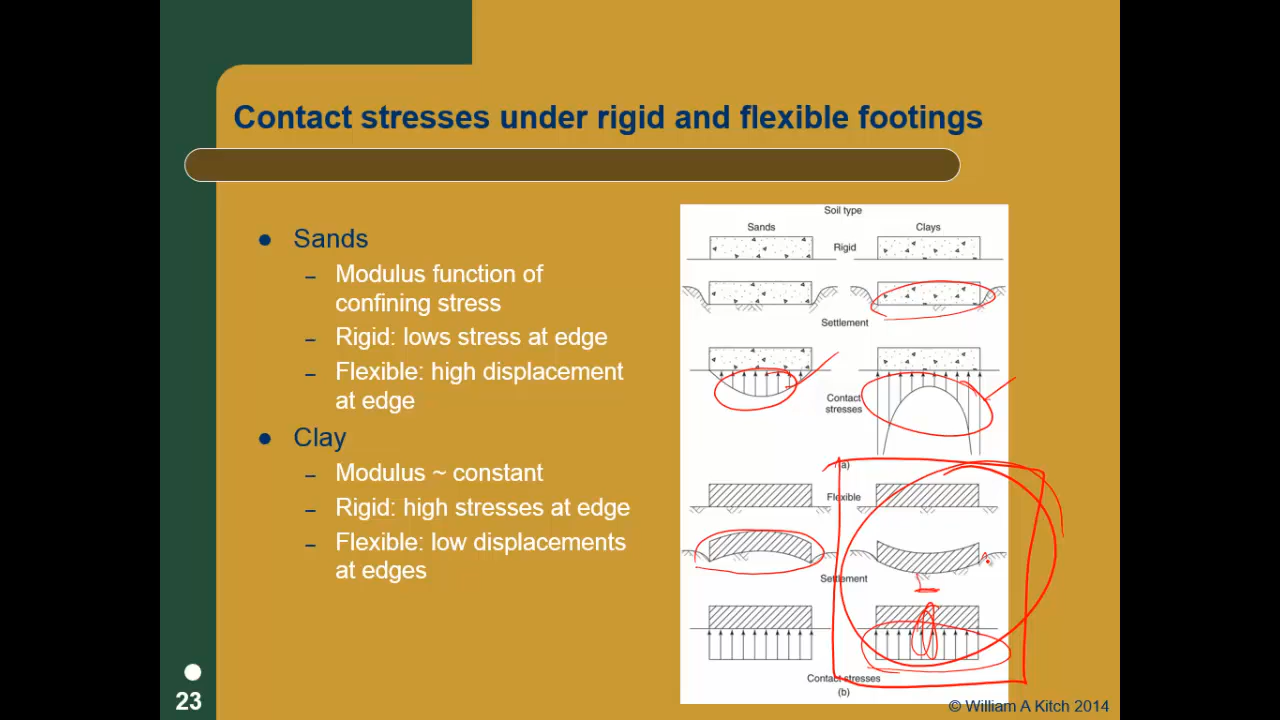 Contact stresses under rigid and flexible footings
Sands
Modulus function of
confining stress
Rigid: lows stress at edge
Flexible: high displacement
at edge
Clay
Modulus ~ constant
Rigid: high stresses at edge
Flexible: low displacements
at edges
Soil type
Sands
Clays
Rigid
Settlement
Contact
stresses
(a)
Flexible
Settlement
Contact stresses
(b)
23
© William A Kitch 2014